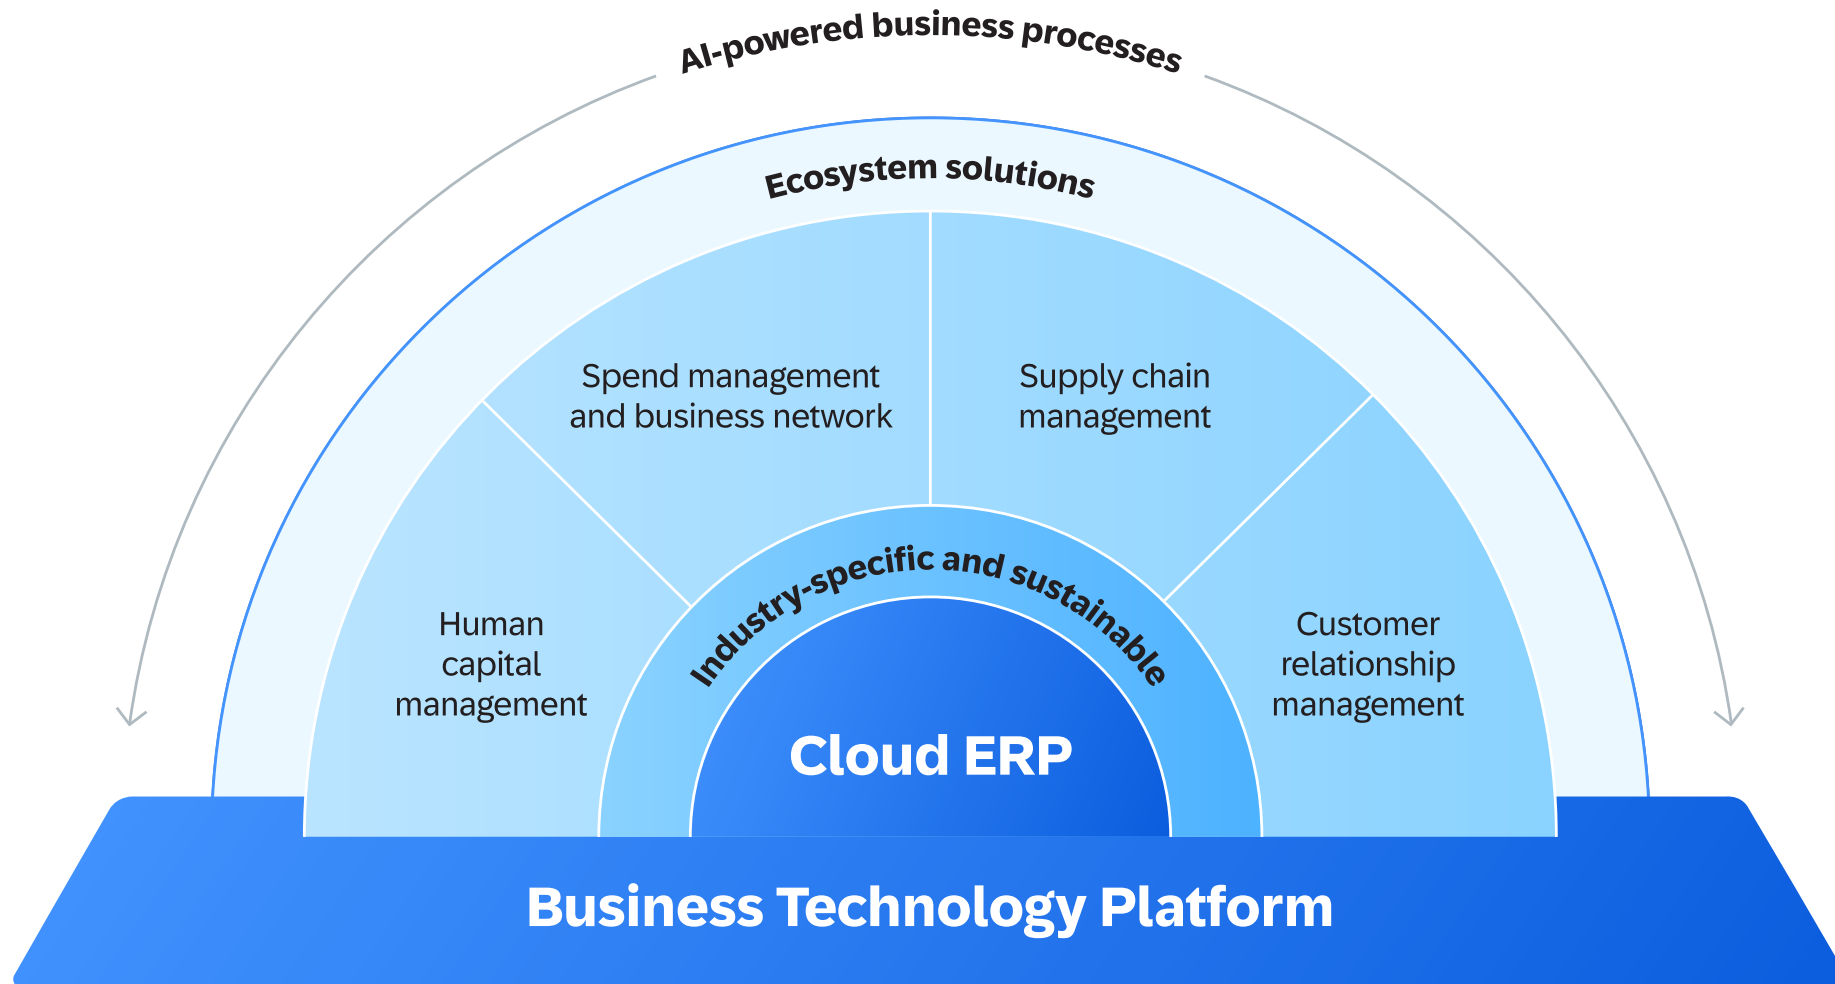 AI-powered business processes
Ecosystem solutions
Spend management
and business network
Supply chain
management
Industry-specific and sustainable
Human
capital
management
Customer
relationship
management
Cloud ERP
Business Technology Platform